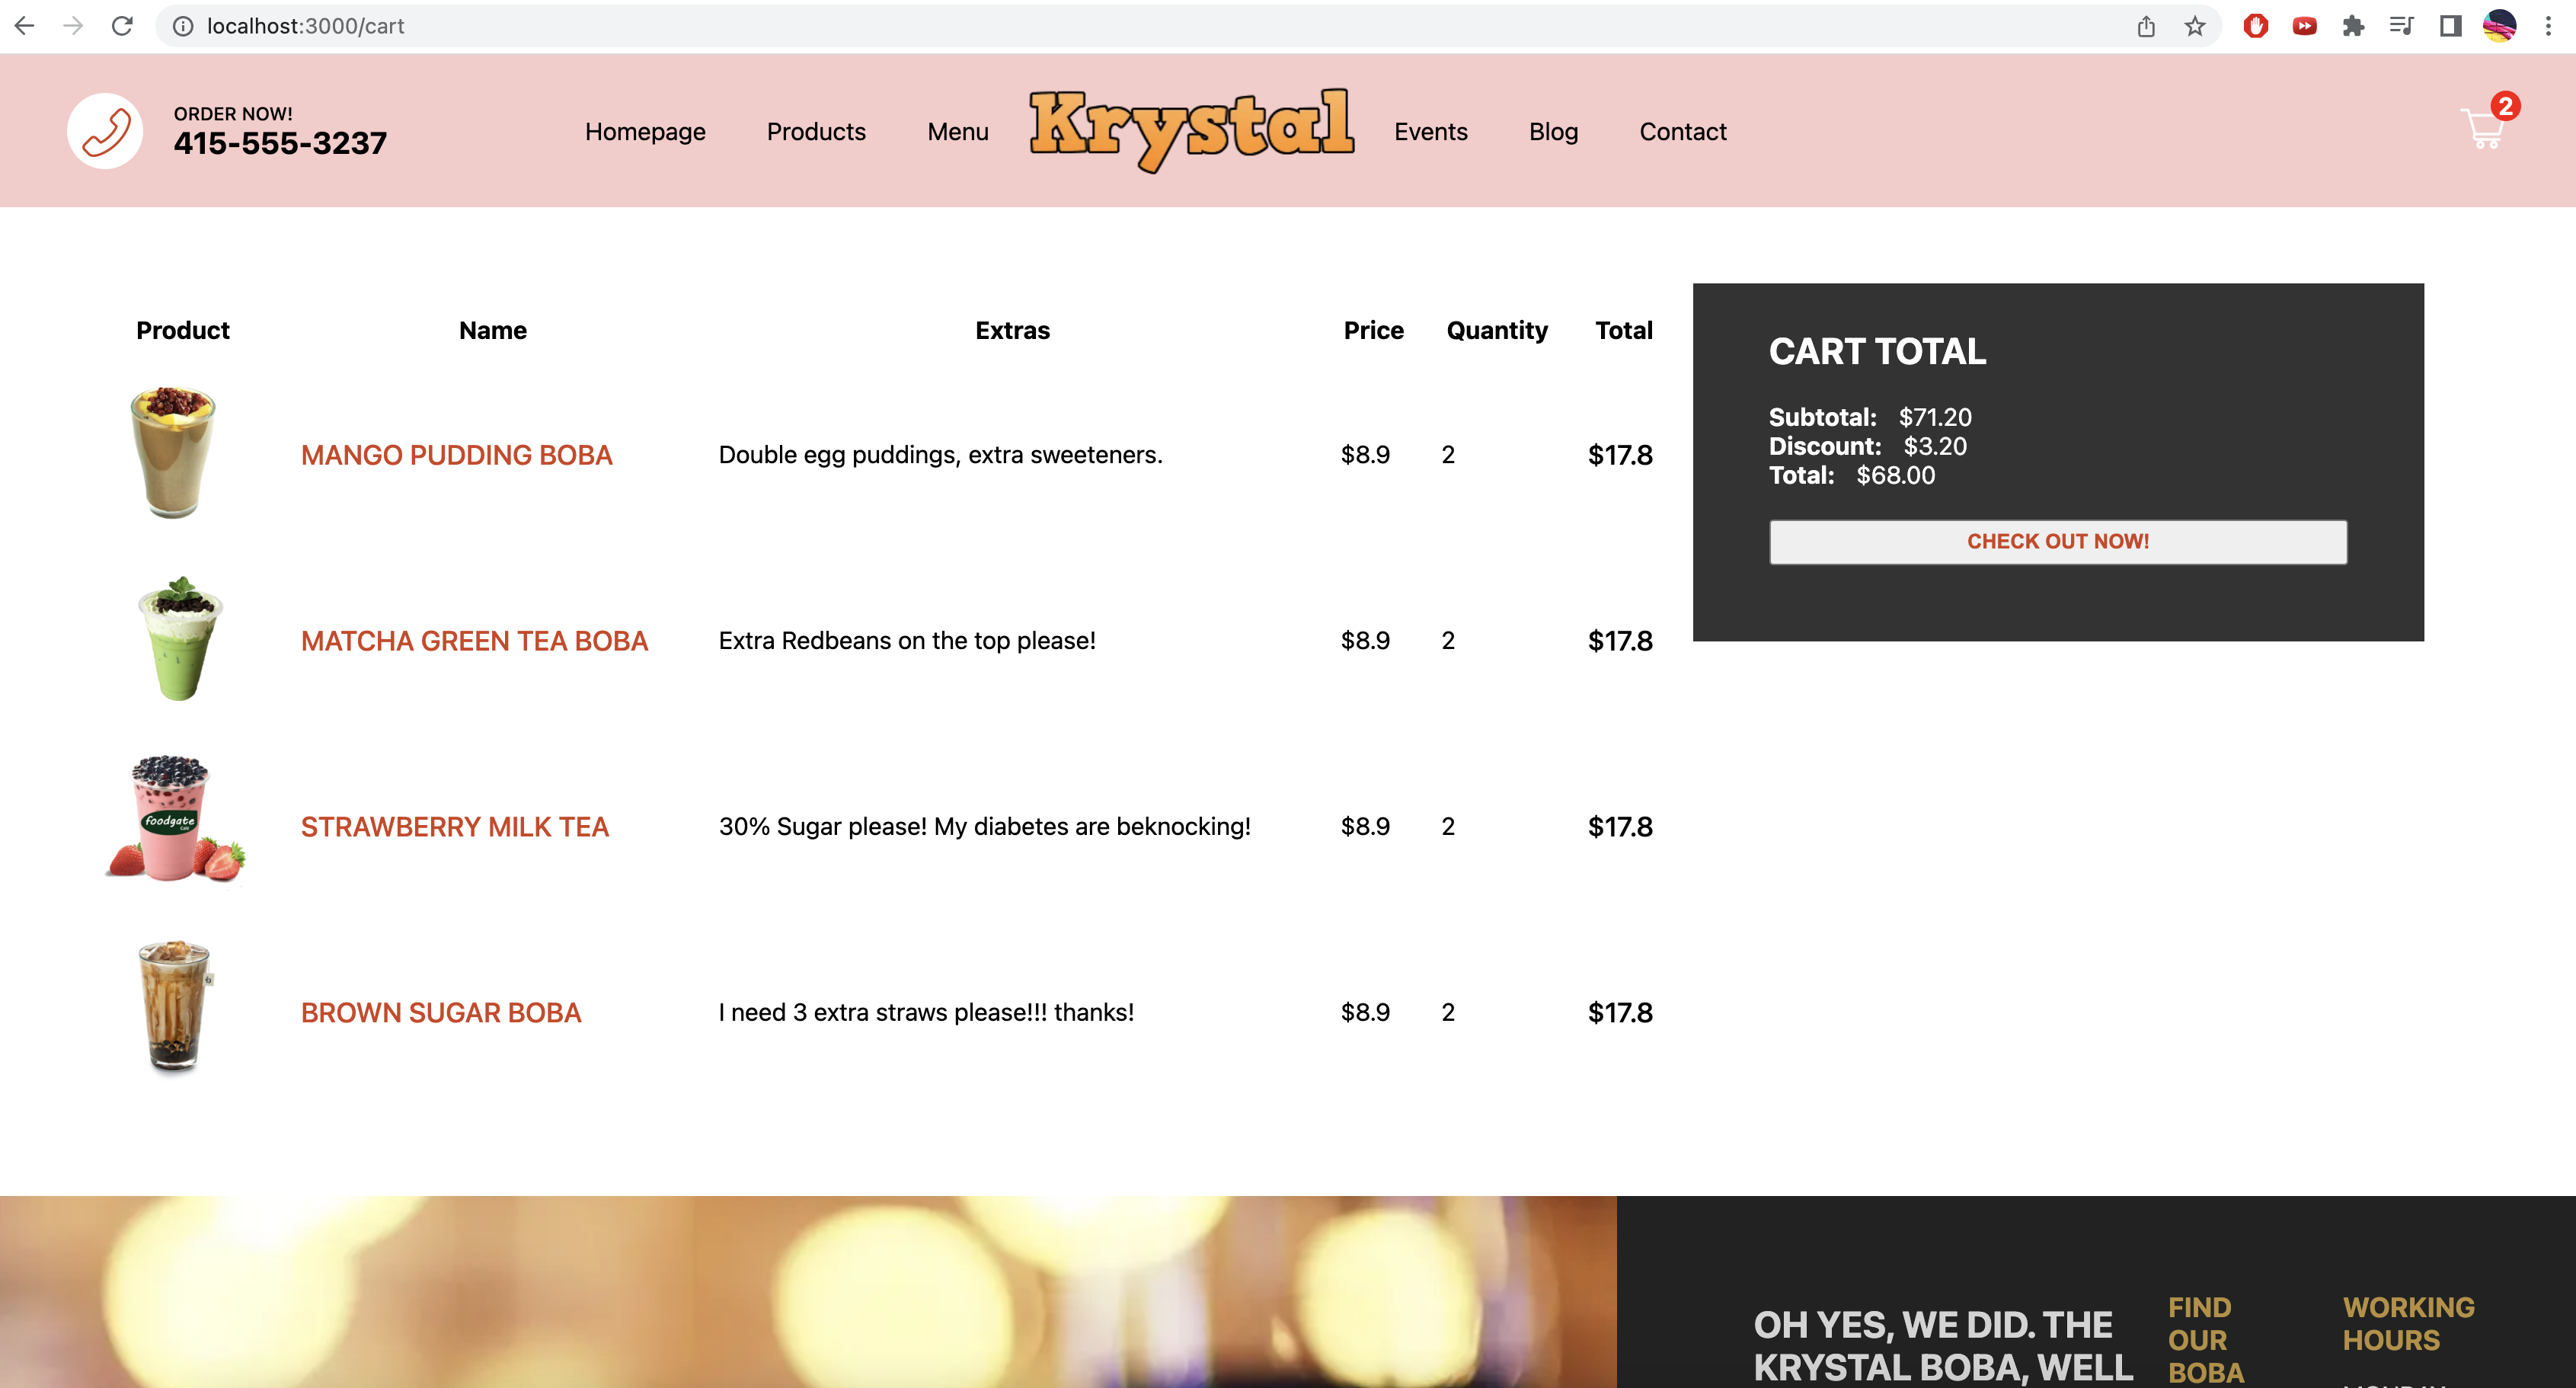 localhost:3000/cart
ORDER NOW!
415-555-3237
Homepage Products Menu Krystal Events Blog Contact
2
Product Name Extras Price Quantity Total
MANGO PUDDING BOBA Double egg puddings, extra sweeteners. $8.9 2 $17.8
MATCHA GREEN TEA BOBA Extra Redbeans on the top please! $8.9 2 $17.8
foodgate
STRAWBERRY MILK TEA 30% Sugar please! My diabetes are beknocking! $8.9 2 $17.8
BROWN SUGAR BOBA I need 3 extra straws please!!! thanks! $8.9 2 $17.8
CART TOTAL
Subtotal: $71.20
Discount: $3.20
Total: $68.00
CHECK OUT NOW!
OH YES, WE DID. THE
KRYSTAL BOBA, WELL
FIND
OUR
BOBA
WORKING
HOURS